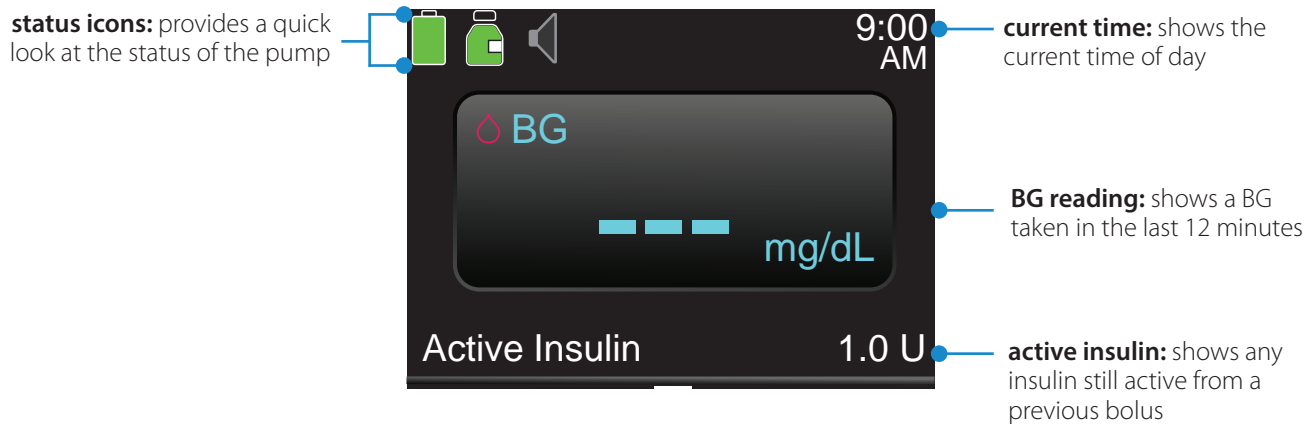 status icons: provides a quick
look at the status of the pump
9:00
AM
current time: shows the
current time of day
BG
mg/dL
BG reading: shows a BG
taken in the last 12 minutes
Active Insulin
1.0 U
active insulin: shows any
insulin still active from a
previous bolus